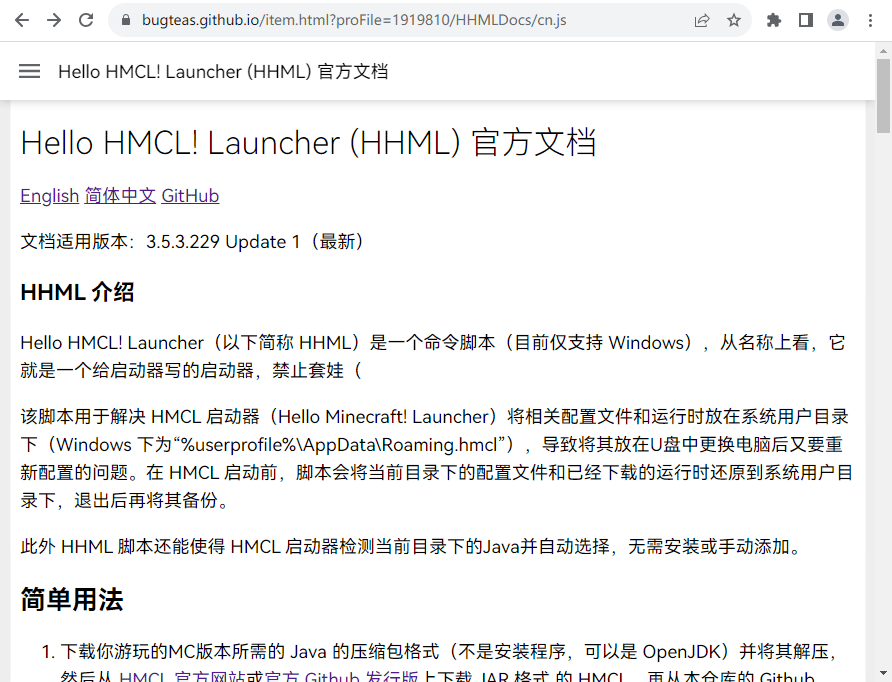 bugteas.github.io/item.html?proFile=1919810/HHMLDocs/cn.js
Hello HMCL! Launcher (HHML) 官方文档
Hello HMCL! Launcher (HHML) 官方文档
English 简体中文 GitHub
文档适用版本：3.5.3.229 Update 1（最新）
HHML 介绍
Hello HMCL! Launcher（以下简称 HHML）是一个命令脚本（目前仅支持 Windows），从名称上看，它
就是一个给启动器写的启动器，禁止套娃（
该脚本用于解决 HMCL 启动器（Hello Minecraft! Launcher）将相关配置文件和运行时放在系统用户目录
下（Windows 下为“%userprofile%\AppData\Roaming.hmcl”），导致将其放在U盘中更换电脑后又要重
新配置的问题。在 HMCL 启动前，脚本会将当前目录下的配置文件和已经下载的运行时还原到系统用户目
录下，退出后再将其备份。
此外 HHML 脚本还能使得 HMCL 启动器检测当前目录下的Java并自动选择，无需安装或手动添加。
简单用法
1. 下载你游玩的MC版本所需的 Java 的压缩包格式（不是安装程序，可以是 OpenJDK）并将其解压，
然后从 HMCL 官方网站或官方 Github 发行版上下载 JAR 格式 的 HMCL，再从本仓库的 Github